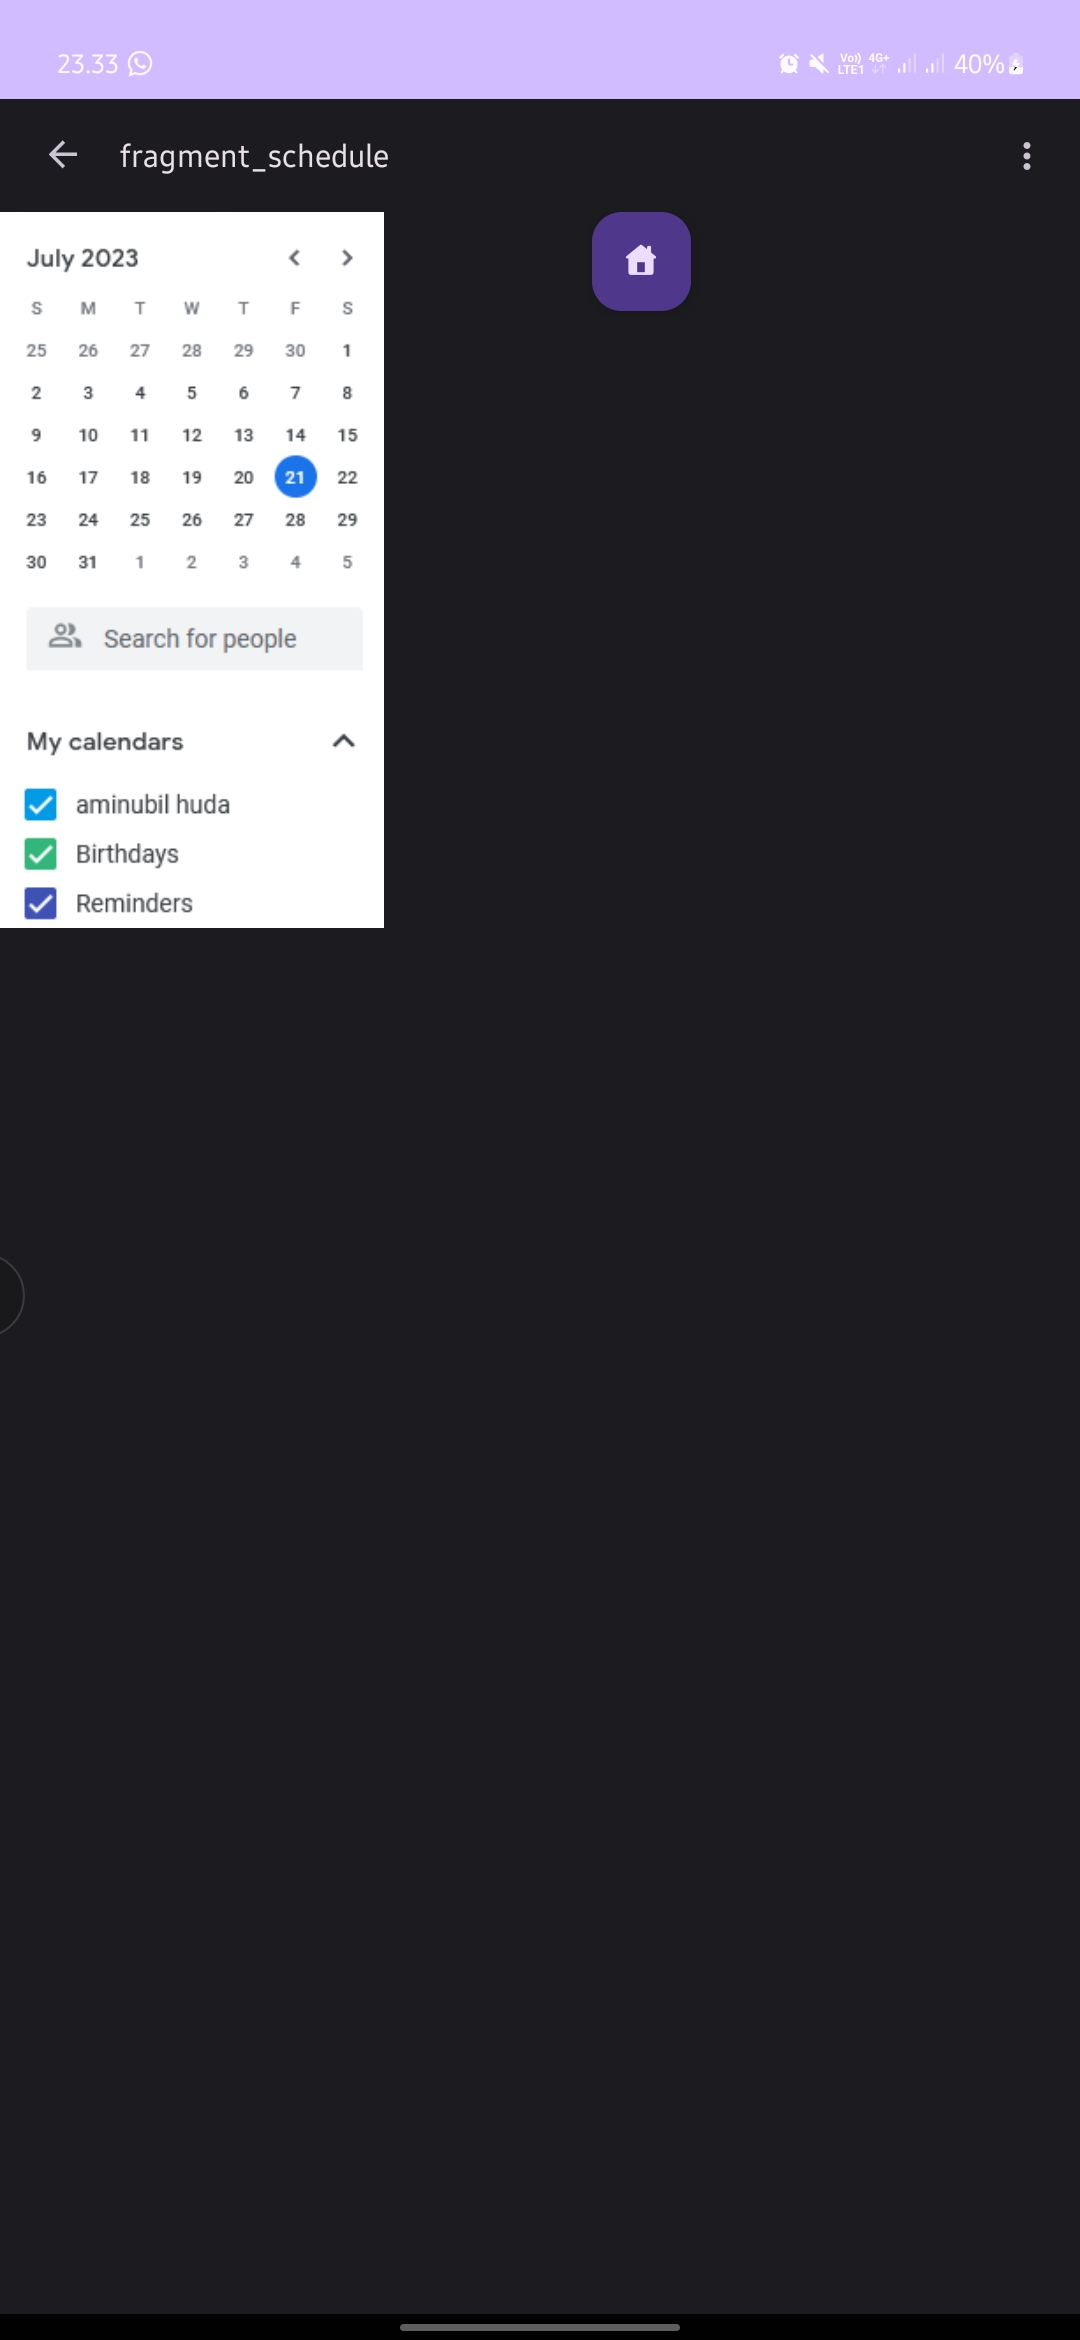 23.33 Vo)) LTE1 4G+ 40%
fragment_schedule
July 2023
S M T W T F S
25 26 27 28 29 30 1
2 3 4 5 6 7 8
9 10 11 12 13 14 15
16 17 18 19 20 21 22
23 24 25 26 27 28 29
30 31 1 2 3 4 5
Search for people
My calendars
aminubil huda
Birthdays
Reminders